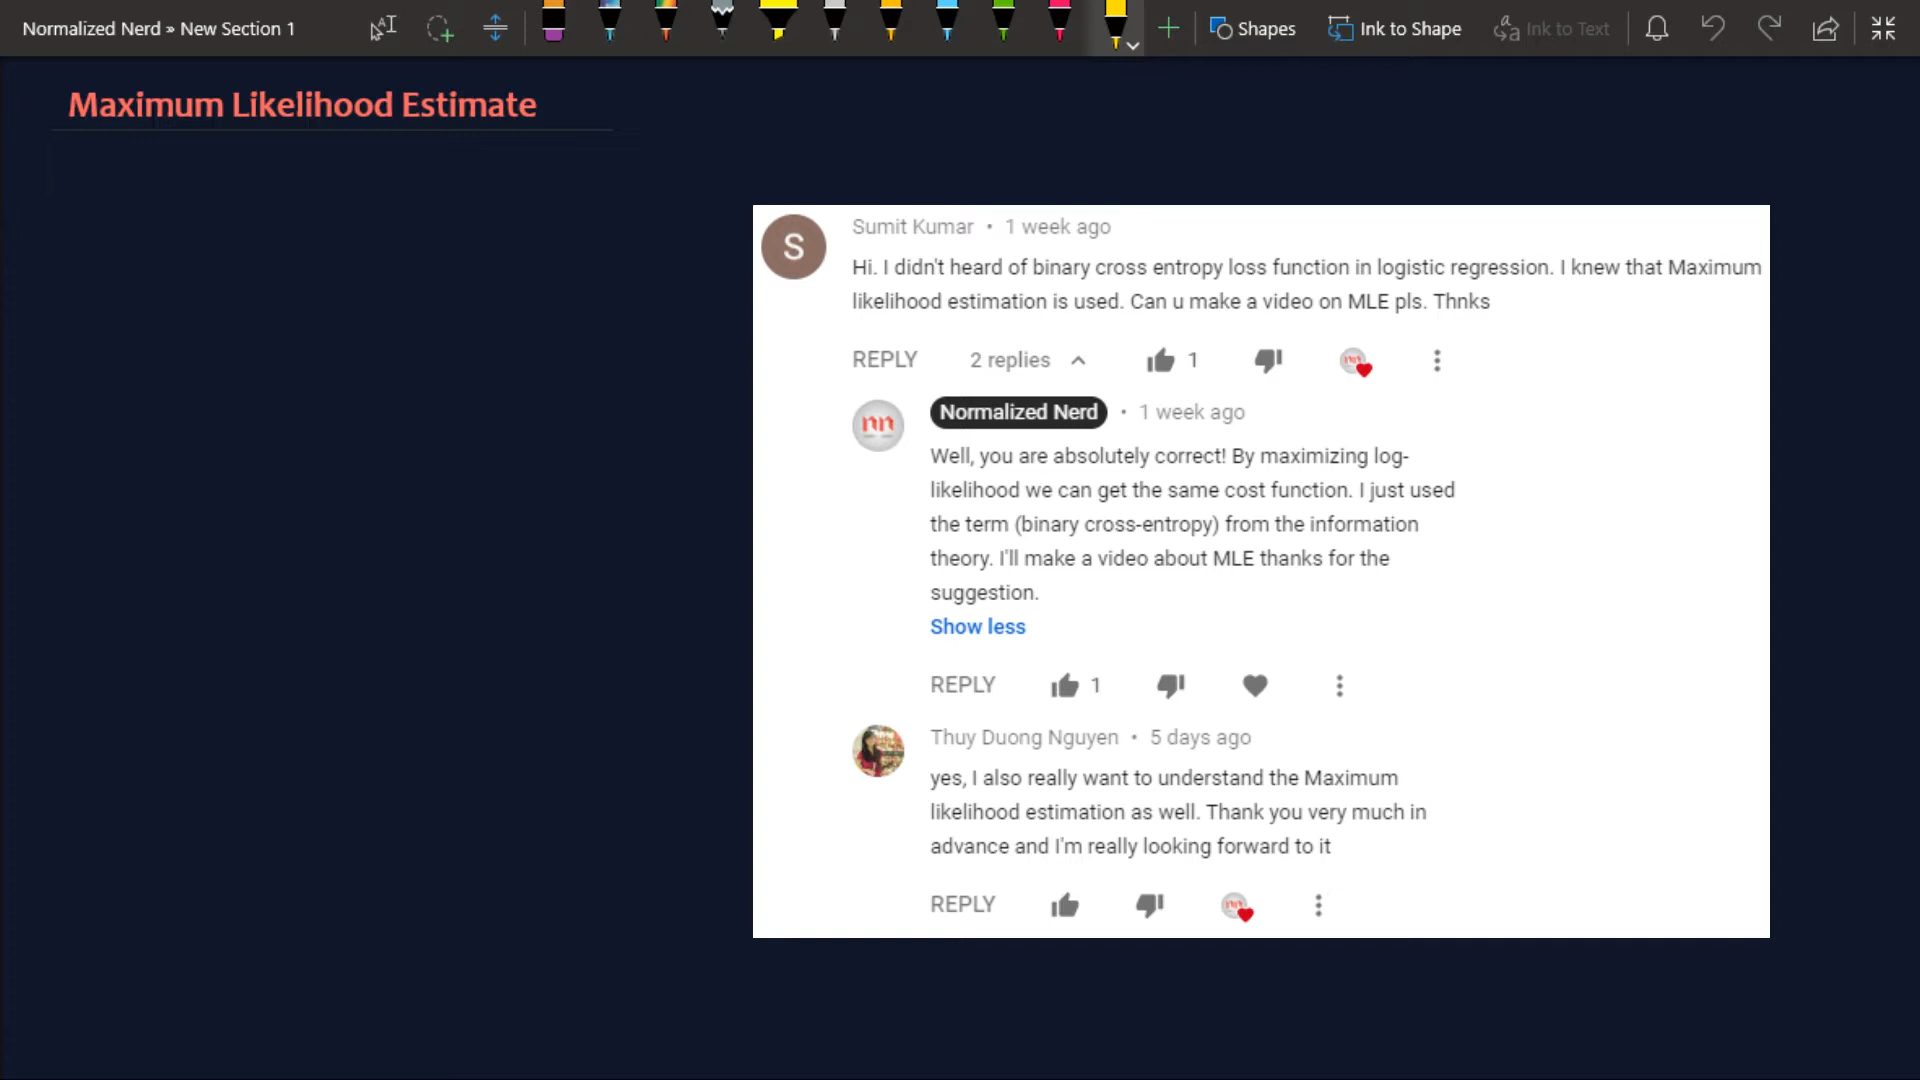 Normalized Nerd » New Section 1
Shapes
Ink to Shape
Ink to Text
Maximum Likelihood Estimate
S
Sumit Kumar • 1 week ago
Hi. I didn't heard of binary cross entropy loss function in logistic regression. I knew that Maximum
likelihood estimation is used. Can u make a video on MLE pls. Thnks
REPLY 2 replies 1
Normalized Nerd • 1 week ago
Well, you are absolutely correct! By maximizing log-
likelihood we can get the same cost function. I just used
the term (binary cross-entropy) from the information
theory. I'll make a video about MLE thanks for the
suggestion.
Show less
REPLY 1
Thuy Duong Nguyen • 5 days ago
yes, I also really want to understand the Maximum
likelihood estimation as well. Thank you very much in
advance and I'm really looking forward to it
REPLY